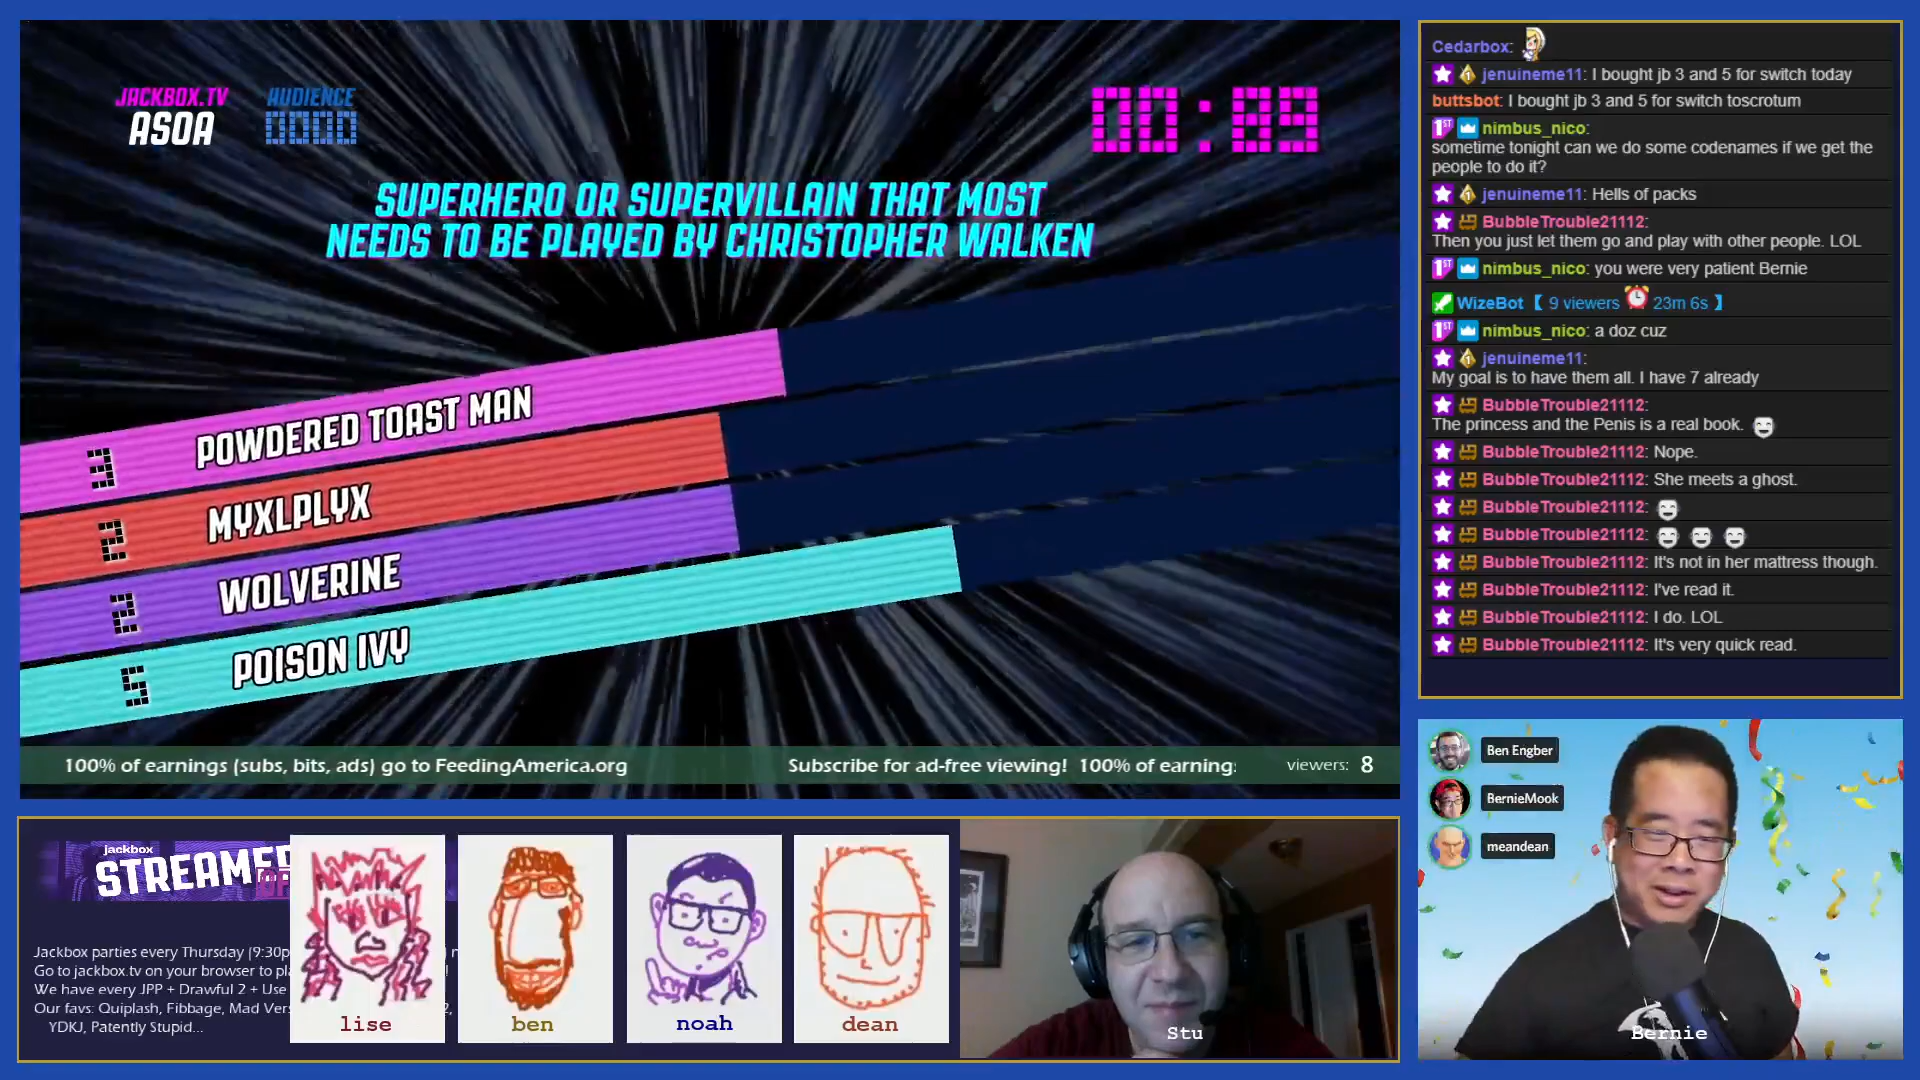 JACKBOX.TV
ASOA
AUDIENCE
0000
SUPERHERO OR SUPERVILLAIN THAT MOST
NEEDS TO BE PLAYED BY CHRISTOPHER WALKEN
3 POWDERED TOAST MAN
2 MYXLPLYX
2 WOLVERINE
5 POISON IVY
100% of earnings (subs, bits, ads) go to FeedingAmerica.org
Subscribe for ad-free viewing! 100% of earning
viewers: 8
Cedarbox:
jenuineme11: I bought jb 3 and 5 for switch today
buttsbot: I bought jb 3 and 5 for switch toscrotum
1ST nimbus_nico:
sometime tonight can we do some codenames if we get the
people to do it?
jenuineme11: Hells of packs
BubbleTrouble21112:
Then you just let them go and play with other people. LOL
1ST nimbus_nico: you were very patient Bernie
WizeBot 【 9 viewers 23m 6s 】
1ST nimbus_nico: a doz cuz
jenuineme11:
My goal is to have them all. I have 7 already
BubbleTrouble21112:
The princess and the Penis is a real book.
BubbleTrouble21112: Nope.
BubbleTrouble21112: She meets a ghost.
BubbleTrouble21112:
BubbleTrouble21112:
BubbleTrouble21112: It's not in her mattress though.
BubbleTrouble21112: I've read it.
BubbleTrouble21112: I do. LOL
BubbleTrouble21112: It's very quick read.
jackbox
STREAMED
Jackbox parties every Thursday (9:30p
Go to jackbox.tv on your browser to pl
We have every JPP + Drawful 2 + Use
Our favs: Quiplash, Fibbage, Mad Ver
YDKJ, Patently Stupid...
lise
ben
noah
dean
Stu
Ben Engber
BernieMook
meandean
Bernie